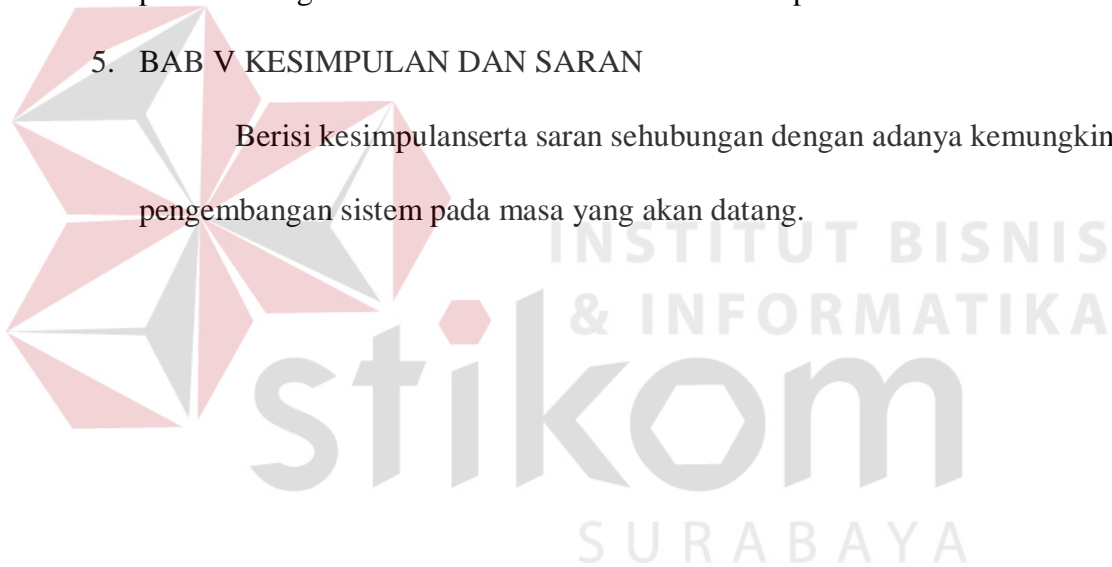 5. BAB V KESIMPULAN DAN SARAN
Berisi kesimpulanserta saran sehubungan dengan adanya kemungkin
pengembangan sistem pada masa yang akan datang.
INSTITUT BISNIS
& INFORMATIKA
stikom
SURABAYA